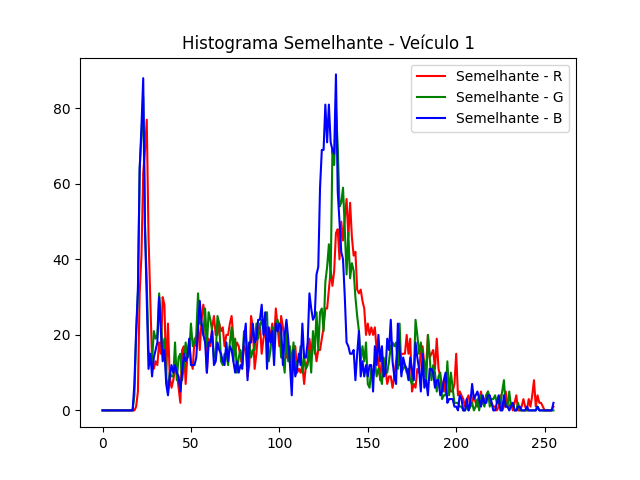 Histograma Semelhante - Veículo 1
Semelhante - R
Semelhante - G
Semelhante - B
80
60
40
20
0
0 50 100 150 200 250